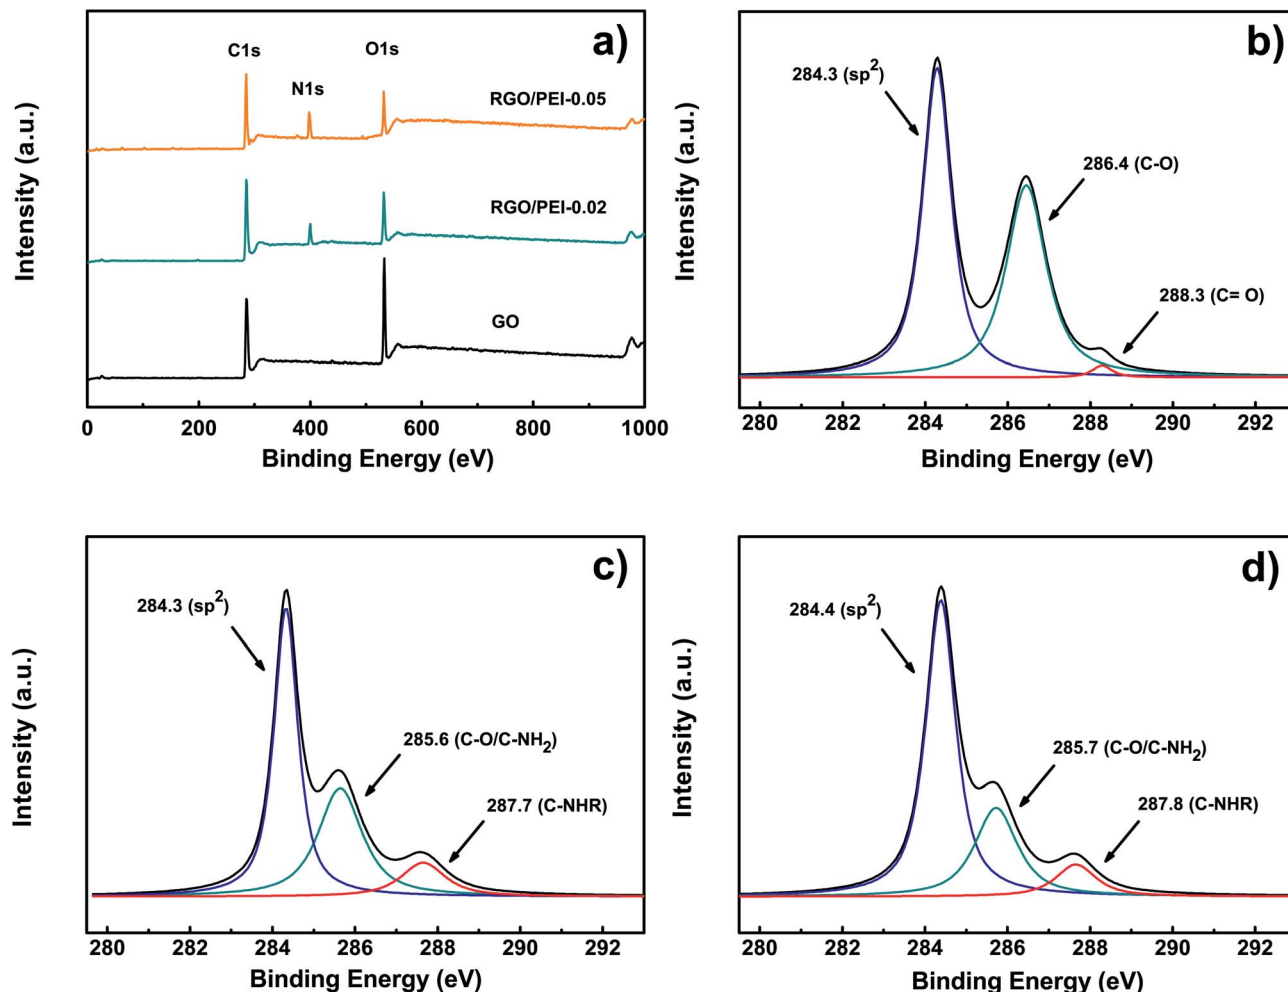 a)
C1s
O1s
N1s
RGO/PEI-0.05
RGO/PEI-0.02
GO
Intensity (a.u.)
0 200 400 600 800 1000
Binding Energy (eV)
b)
284.3 (sp²)
286.4 (C-O)
288.3 (C= O)
Intensity (a.u.)
280 282 284 286 288 290 292
Binding Energy (eV)
c)
284.3 (sp²)
285.6 (C-O/C-NH₂)
287.7 (C-NHR)
Intensity (a.u.)
280 282 284 286 288 290 292
Binding Energy (eV)
d)
284.4 (sp²)
285.7 (C-O/C-NH₂)
287.8 (C-NHR)
Intensity (a.u.)
280 282 284 286 288 290 292
Binding Energy (eV)